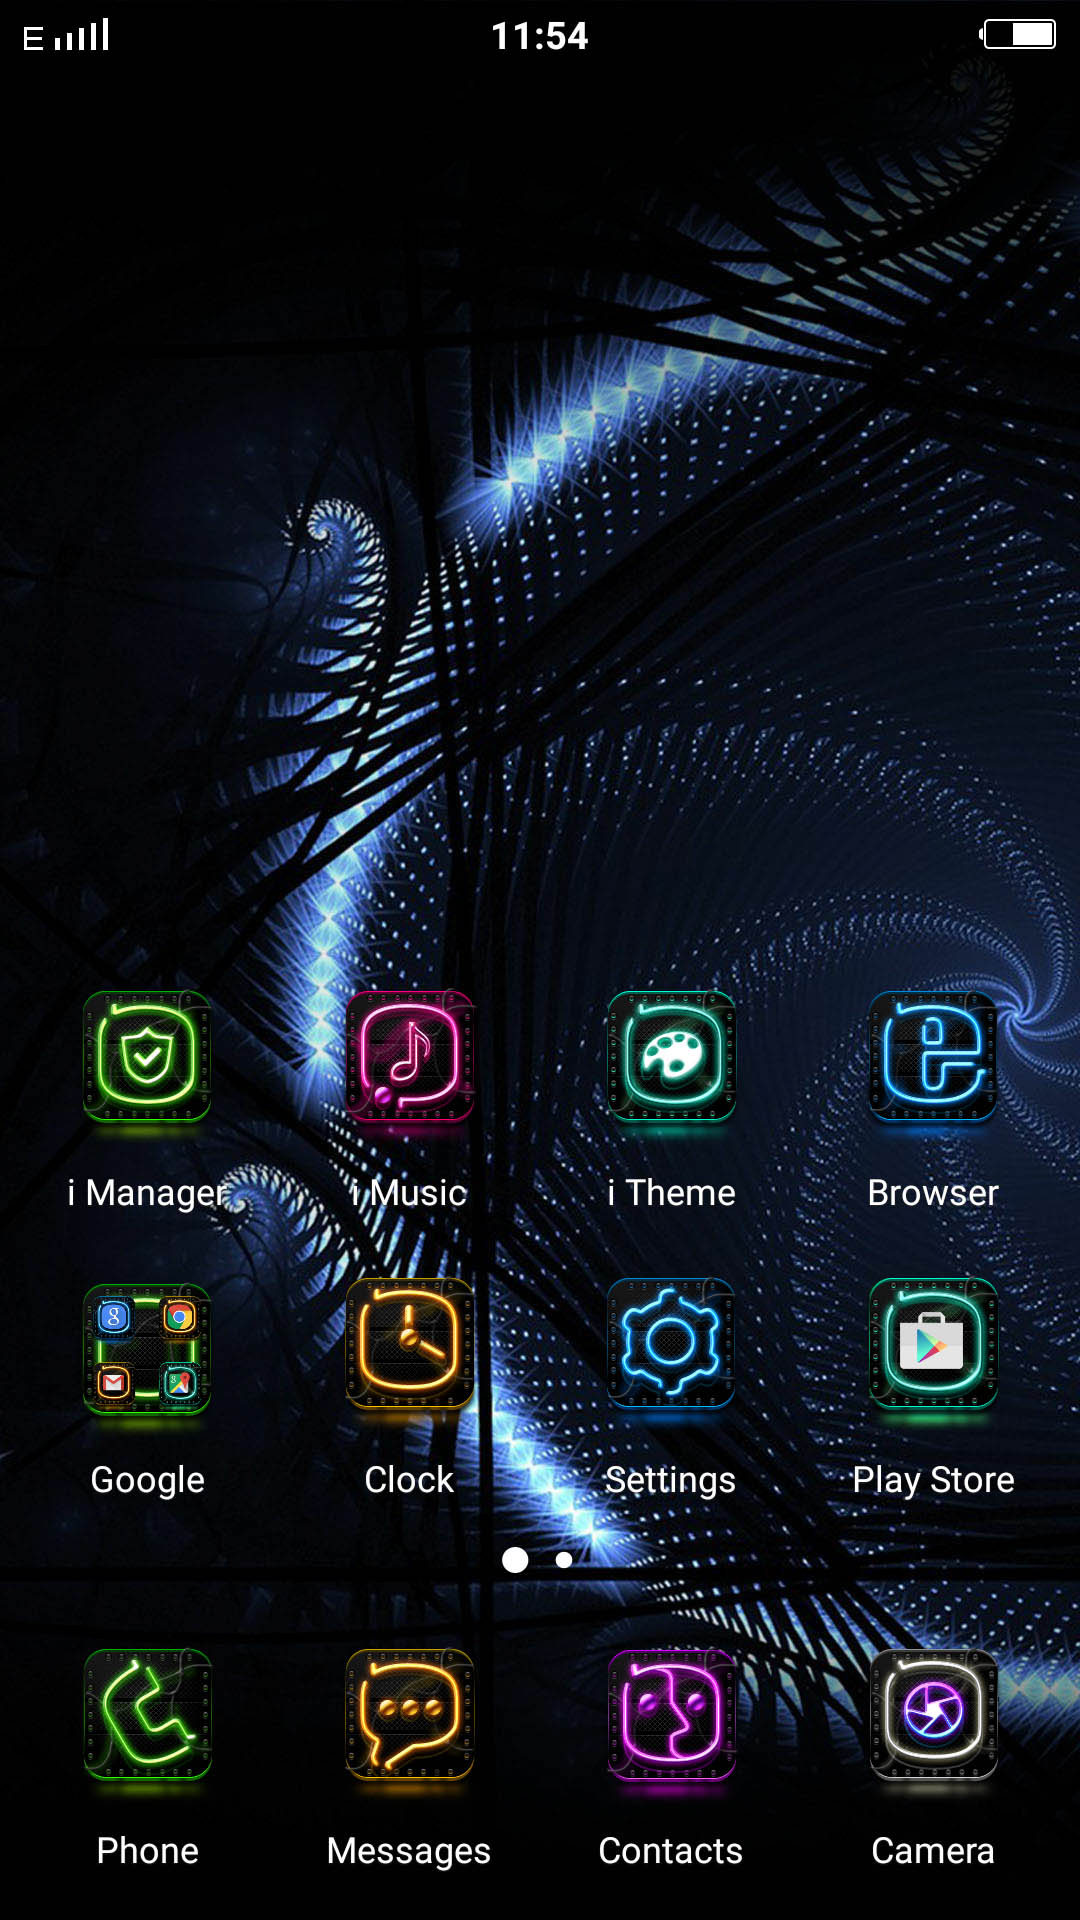 E 11:54
i Manager i Music i Theme Browser
Google Clock Settings Play Store
Phone Messages Contacts Camera